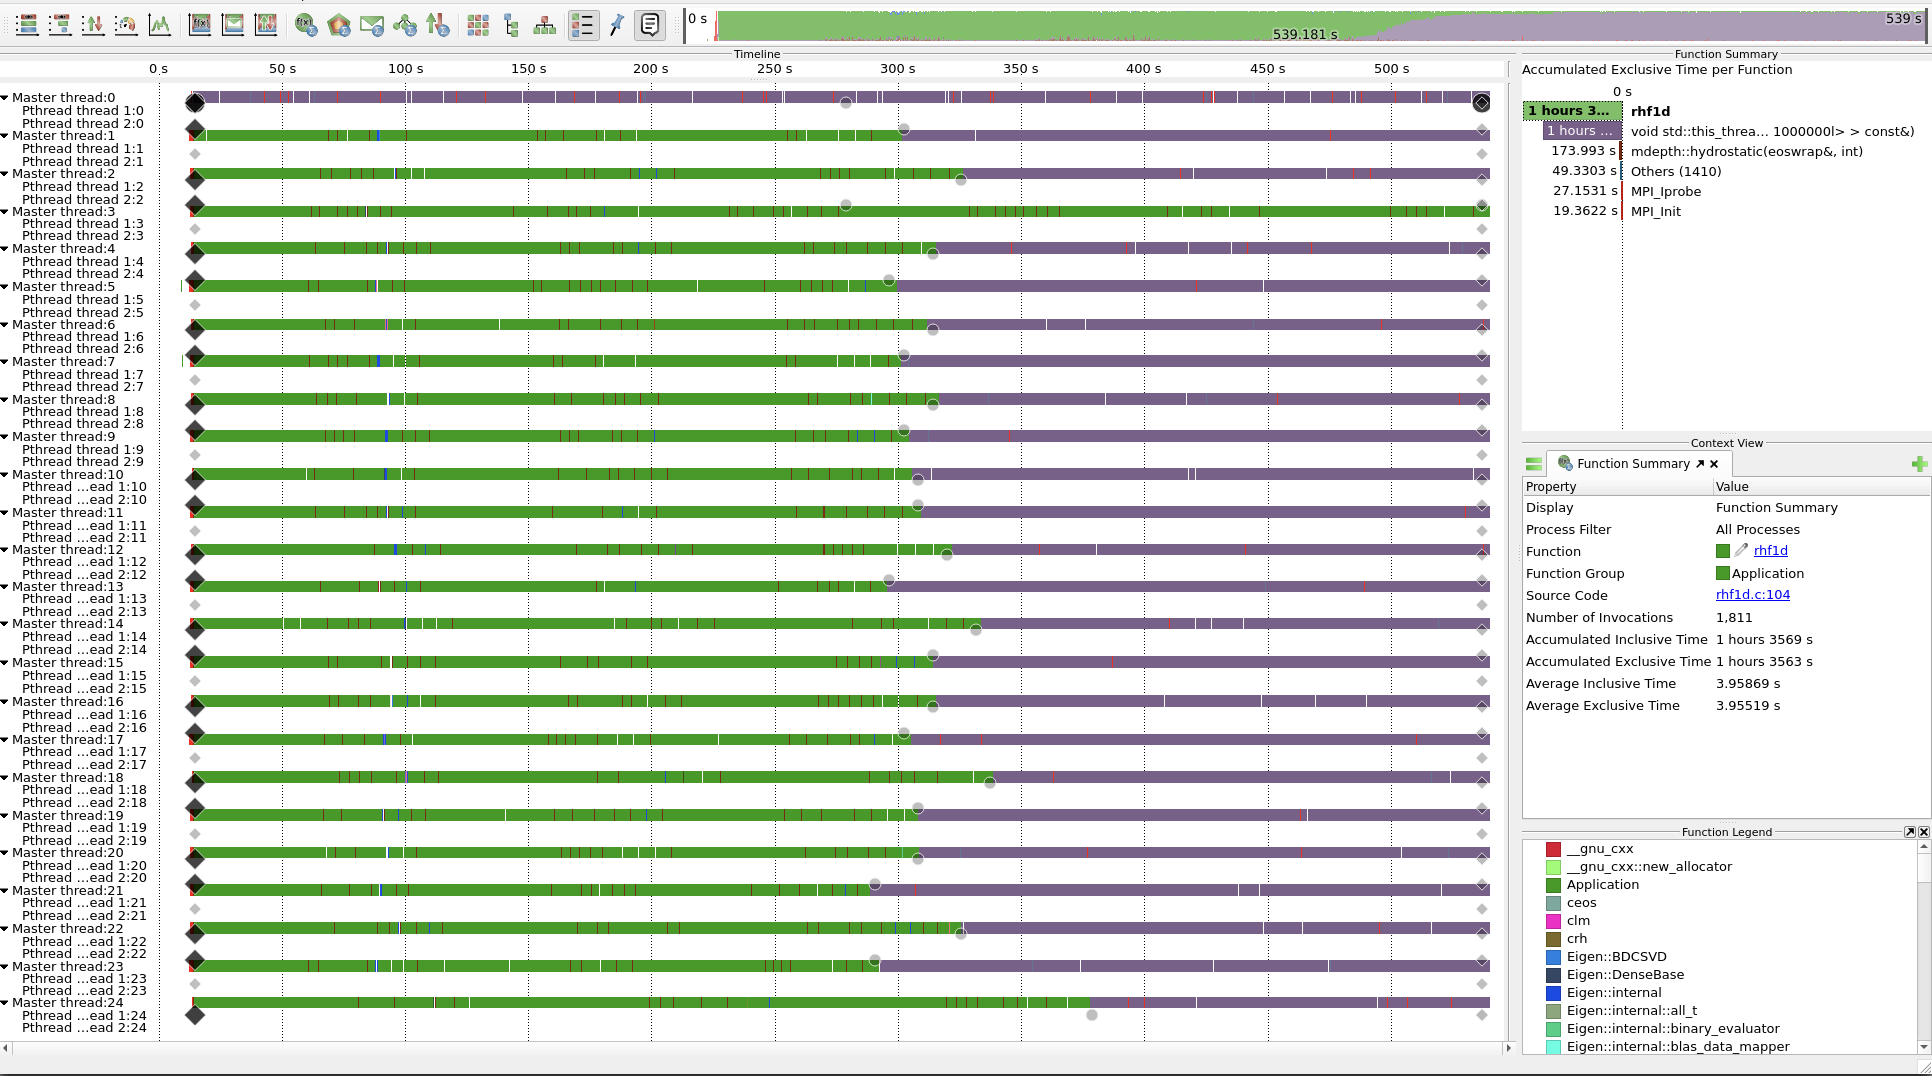 0 s
539.181 s
539 s
Timeline
0 s 50 s 100 s 150 s 200 s 250 s 300 s 350 s 400 s 450 s 500 s
Master thread:0
Pthread thread 1:0
Pthread thread 2:0
Master thread:1
Pthread thread 1:1
Pthread thread 2:1
Master thread:2
Pthread thread 1:2
Pthread thread 2:2
Master thread:3
Pthread thread 1:3
Pthread thread 2:3
Master thread:4
Pthread thread 1:4
Pthread thread 2:4
Master thread:5
Pthread thread 1:5
Pthread thread 2:5
Master thread:6
Pthread thread 1:6
Pthread thread 2:6
Master thread:7
Pthread thread 1:7
Pthread thread 2:7
Master thread:8
Pthread thread 1:8
Pthread thread 2:8
Master thread:9
Pthread thread 1:9
Pthread thread 2:9
Master thread:10
Pthread ...ead 1:10
Pthread ...ead 2:10
Master thread:11
Pthread ...ead 1:11
Pthread ...ead 2:11
Master thread:12
Pthread ...ead 1:12
Pthread ...ead 2:12
Master thread:13
Pthread ...ead 1:13
Pthread ...ead 2:13
Master thread:14
Pthread ...ead 1:14
Pthread ...ead 2:14
Master thread:15
Pthread ...ead 1:15
Pthread ...ead 2:15
Master thread:16
Pthread ...ead 1:16
Pthread ...ead 2:16
Master thread:17
Pthread ...ead 1:17
Pthread ...ead 2:17
Master thread:18
Pthread ...ead 1:18
Pthread ...ead 2:18
Master thread:19
Pthread ...ead 1:19
Pthread ...ead 2:19
Master thread:20
Pthread ...ead 1:20
Pthread ...ead 2:20
Master thread:21
Pthread ...ead 1:21
Pthread ...ead 2:21
Master thread:22
Pthread ...ead 1:22
Pthread ...ead 2:22
Master thread:23
Pthread ...ead 1:23
Pthread ...ead 2:23
Master thread:24
Pthread ...ead 1:24
Pthread ...ead 2:24
Function Summary
Accumulated Exclusive Time per Function
0 s
1 hours 3... rhf1d
1 hours ... void std::this_threa... 1000000l> > const&)
173.993 s mdepth::hydrostatic(eoswrap&, int)
49.3303 s Others (1410)
27.1531 s MPI_Iprobe
19.3622 s MPI_Init
Context View
Function Summary
Property Value
Display Function Summary
Process Filter All Processes
Function rhf1d
Function Group Application
Source Code rhf1d.c:104
Number of Invocations 1,811
Accumulated Inclusive Time 1 hours 3569 s
Accumulated Exclusive Time 1 hours 3563 s
Average Inclusive Time 3.95869 s
Average Exclusive Time 3.95519 s
Function Legend
__gnu_cxx
__gnu_cxx::new_allocator
Application
ceos
clm
crh
Eigen::BDCSVD
Eigen::DenseBase
Eigen::internal
Eigen::internal::all_t
Eigen::internal::binary_evaluator
Eigen::internal::blas_data_mapper